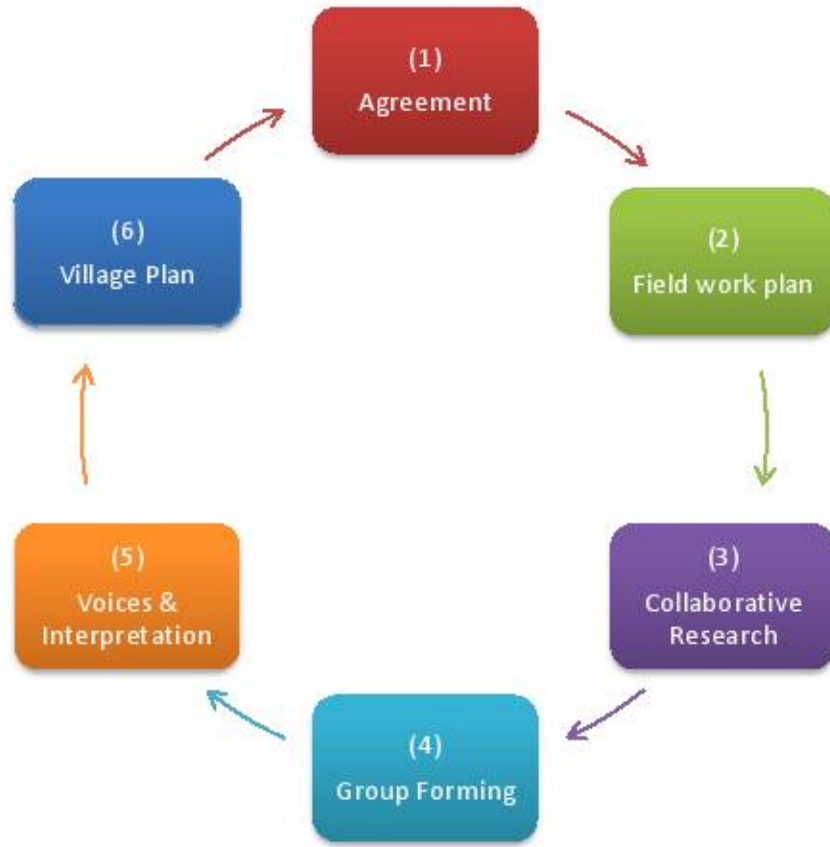 (1)
Agreement
(2)
Field work plan
(3)
Collaborative
Research
(4)
Group Forming
(5)
Voices &
Interpretation
(6)
Village Plan